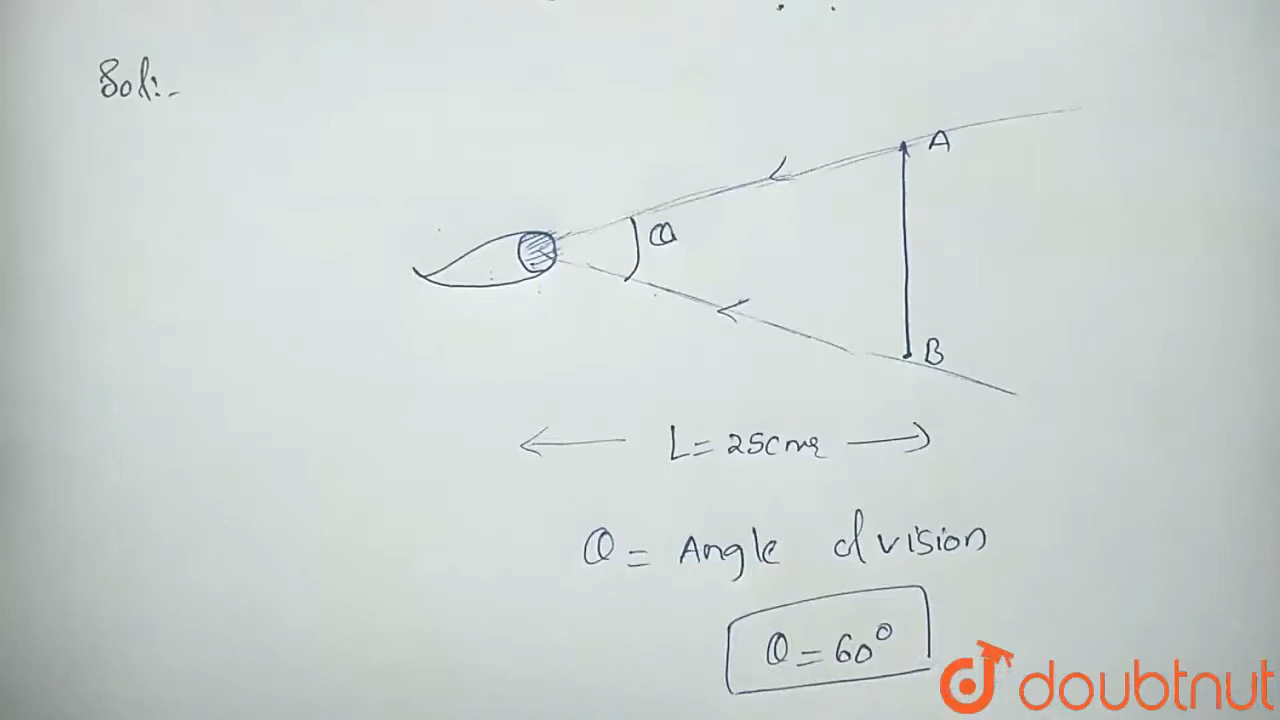 Sol:-
A
θ
B
L = 25cm
θ = Angle of vision
θ = 60°
doubtnut